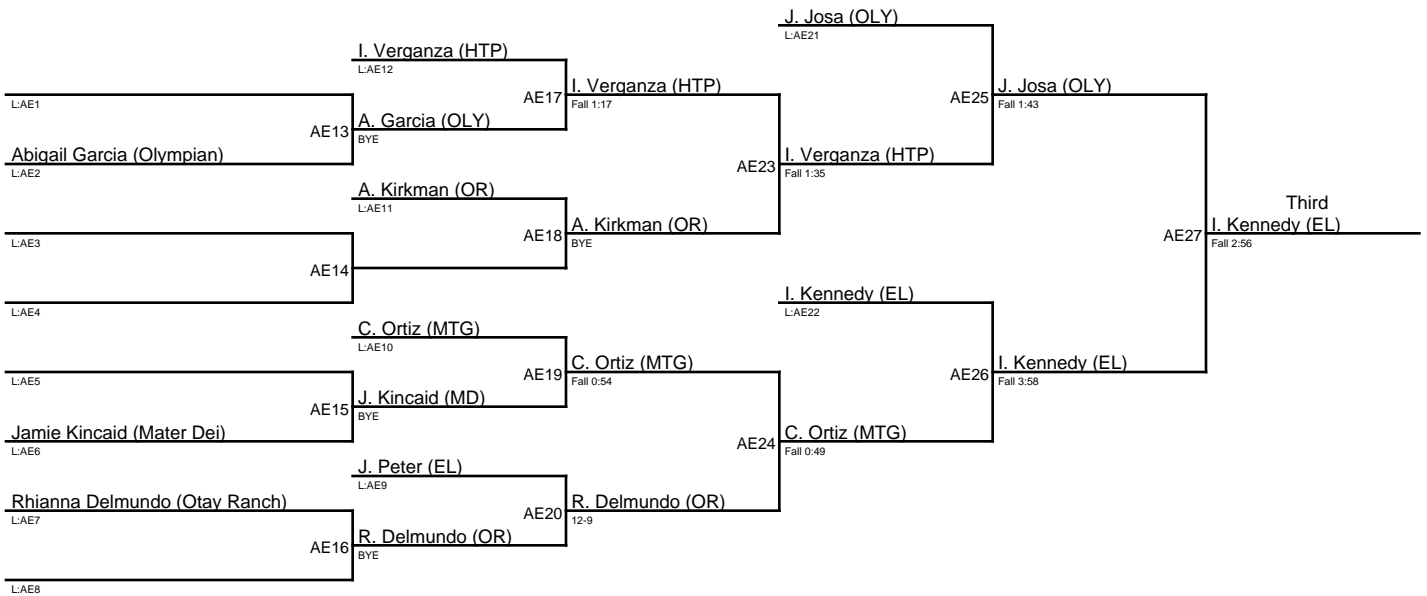 J. Josa (OLY)
L:AE21
I. Verganza (HTP)
L:AE12
I. Verganza (HTP)
Fall 1:17
AE17
L:AE1
A. Garcia (OLY)
BYE
AE13
Abigail Garcia (Olympian)
L:AE2
AE25
J. Josa (OLY)
Fall 1:43
AE23
I. Verganza (HTP)
Fall 1:35
A. Kirkman (OR)
L:AE11
AE18
A. Kirkman (OR)
BYE
L:AE3
AE14
L:AE4
Third
AE27
I. Kennedy (EL)
Fall 2:56
I. Kennedy (EL)
L:AE22
C. Ortiz (MTG)
L:AE10
AE19
C. Ortiz (MTG)
Fall 0:54
AE26
I. Kennedy (EL)
Fall 3:58
L:AE5
AE15
J. Kincaid (MD)
BYE
Jamie Kincaid (Mater Dei)
L:AE6
AE24
C. Ortiz (MTG)
Fall 0:49
J. Peter (EL)
L:AE9
Rhianna Delmundo (Otay Ranch)
L:AE7
AE20
R. Delmundo (OR)
12-9
AE16
R. Delmundo (OR)
BYE
L:AE8